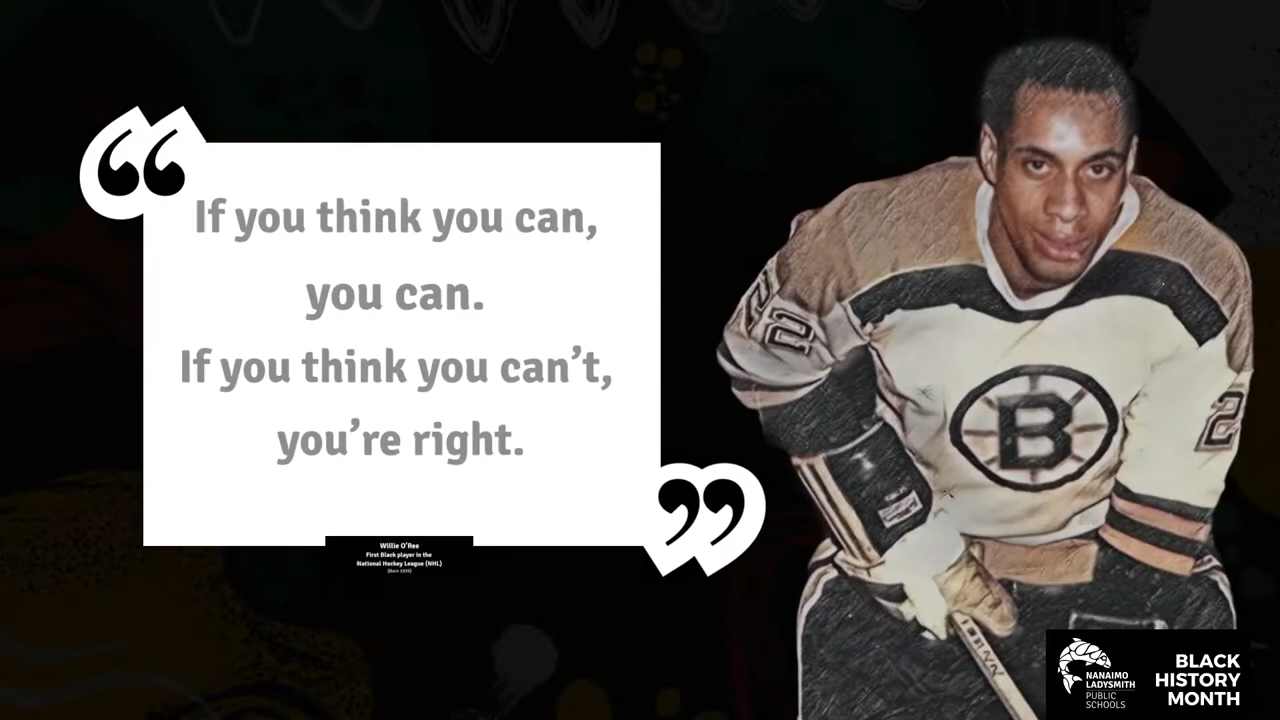 If you think you can,
you can.
If you think you can’t,
you’re right.
Willie O'Ree
First Black player in the
National Hockey League (NHL)
(Born 1935)
22
B
2
NANAIMO
LADYSMITH
PUBLIC
SCHOOLS
BLACK
HISTORY
MONTH